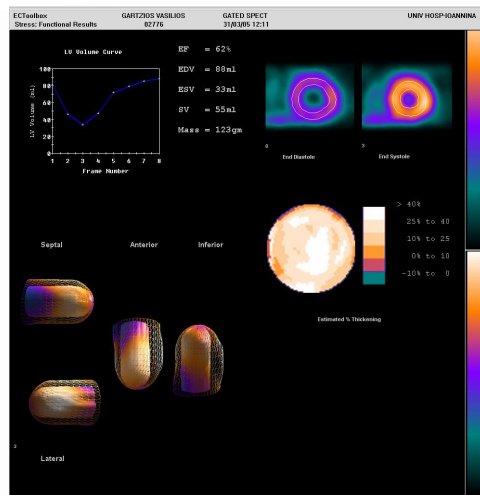 ECToolbox GARTZIOS VASILIOS GATED SPECT UNIV HOSP-IOANNINA
Stress: Functional Results 02776 31/03/05 12:11
LV Volume Curve
EF = 62%
EDV = 88ml
ESV = 33ml
SV = 55ml
Mass = 123gm
LV Volume (ml)
100
80
60
40
20
0
1 2 3 4 5 6 7 8
Frame Number
0 3
End Diastole End Systole
> 40%
25% to 40
10% to 25
0% to 10
-10% to 0
Estimated % Thickening
Septal Anterior Inferior
3
Lateral